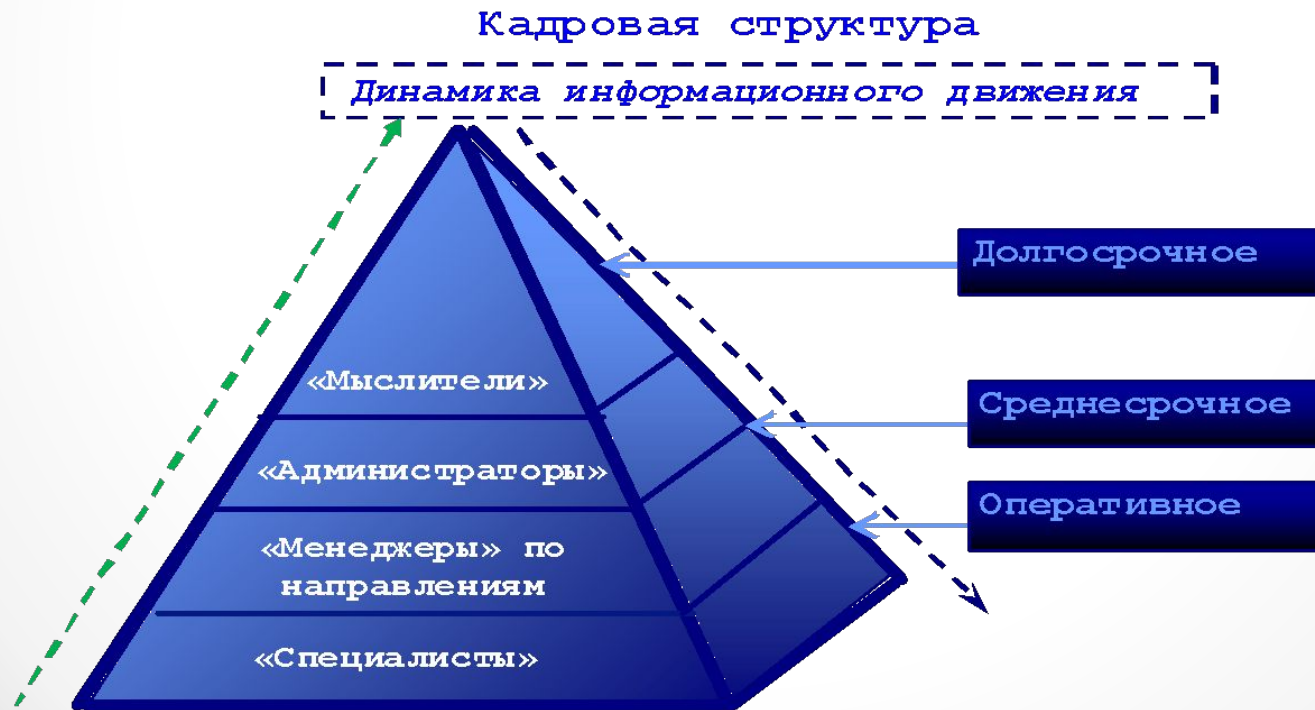 Кадровая структура
Динамика информационного движения
Долгосрочное
«Мыслители»
Среднесрочное
«Администраторы»
Оперативное
«Менеджеры» по
направлениям
«Специалисты»